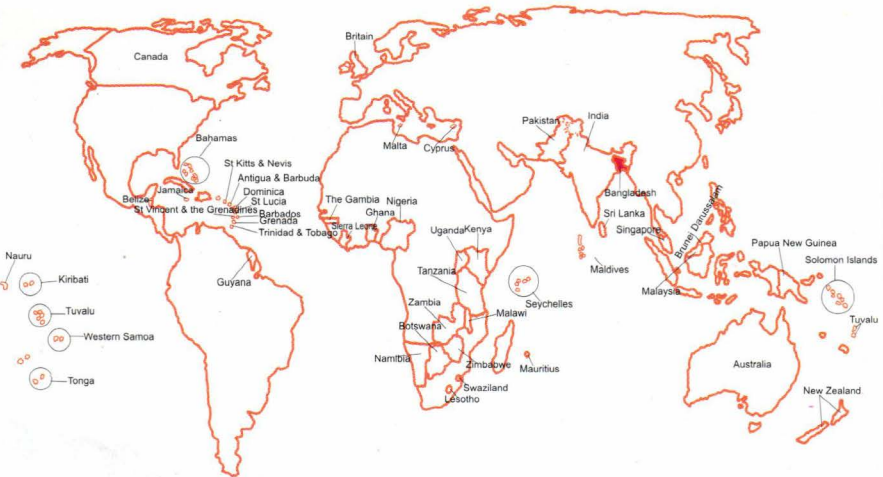 Canada
Britain
Bahamas
Jamaica
Belize
St Kitts & Nevis
Antigua & Barbuda
Dominica
St Lucia
St Vincent & the Grenadines
Barbados
Grenada
Trinidad & Tobago
Guyana
Nauru
Kiribati
Tuvalu
Western Samoa
Tonga
Malta
Cyprus
The Gambia
Sierra Leone
Ghana
Nigeria
Uganda
Kenya
Tanzania
Zambia
Malawi
Botswana
Namibia
Zimbabwe
Swaziland
Lesotho
Mauritius
Seychelles
Pakistan
India
Bangladesh
Sri Lanka
Maldives
Singapore
Malaysia
Brunei Darussalam
Papua New Guinea
Solomon Islands
Tuvalu
Australia
New Zealand